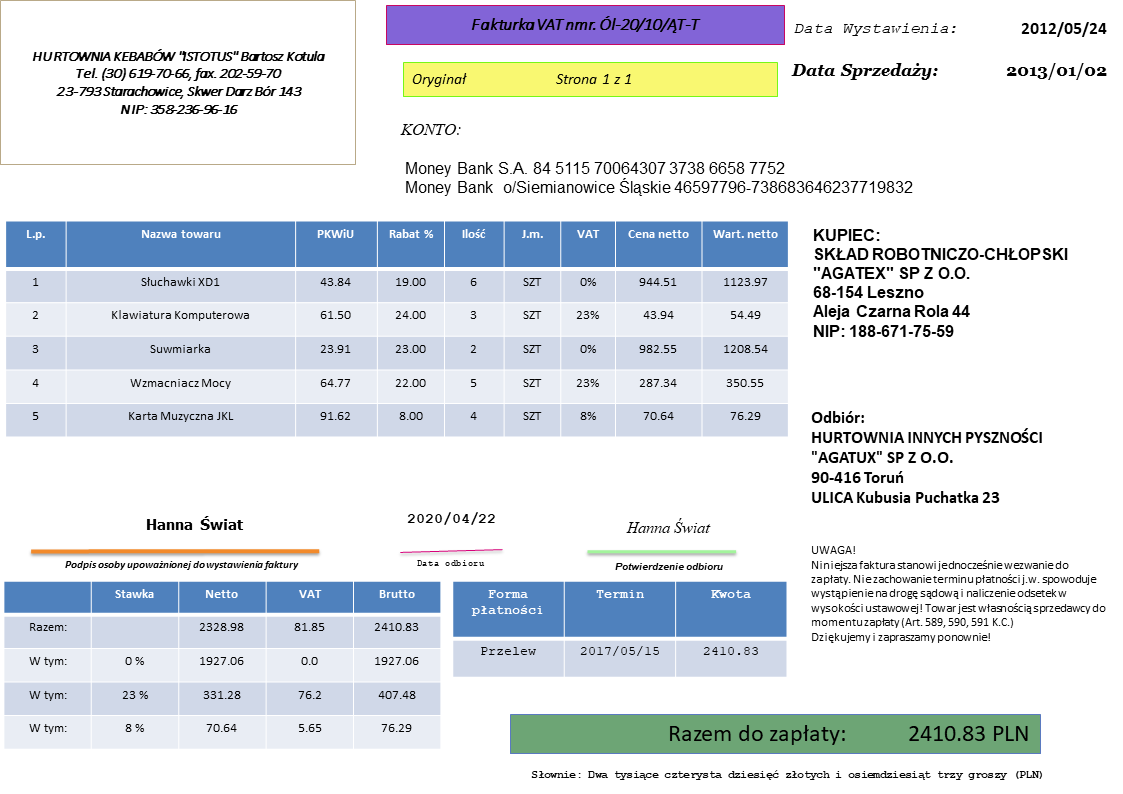 HURTOWNIA KEBABÓW "ISTOTUS" Bartosz Kotula
Tel. (30) 619-70-66, fax. 202-59-70
23-793 Starachowice, Skwer Darz Bór 143
NIP: 358-236-96-16
Fakturka VAT nmr. Ól-20/10/ĄT-T
Oryginał Strona 1 z 1
Data Wystawienia: 2012/05/24
Data Sprzedaży: 2013/01/02
KONTO:
Money Bank S.A. 84 5115 70064307 3738 6658 7752
Money Bank o/Siemianowice Śląskie 46597796-738683646237719832
L.p. Nazwa towaru PKWiU Rabat % Ilość J.m. VAT Cena netto Wart. netto
1 Słuchawki XD1 43.84 19.00 6 SZT 0% 944.51 1123.97
2 Klawiatura Komputerowa 61.50 24.00 3 SZT 23% 43.94 54.49
3 Suwmiarka 23.91 23.00 2 SZT 0% 982.55 1208.54
4 Wzmacniacz Mocy 64.77 22.00 5 SZT 23% 287.34 350.55
5 Karta Muzyczna JKL 91.62 8.00 4 SZT 8% 70.64 76.29
KUPIEC:
SKŁAD ROBOTNICZO-CHŁOPSKI
"AGATEX" SP Z O.O.
68-154 Leszno
Aleja Czarna Rola 44
NIP: 188-671-75-59
Odbiór:
HURTOWNIA INNYCH PYSZNOŚCI
"AGATUX" SP Z O.O.
90-416 Toruń
ULICA Kubusia Puchatka 23
Hanna Świat
Podpis osoby upoważnionej do wystawienia faktury
2020/04/22
Data odbioru
Hanna Świat
Potwierdzenie odbioru
UWAGA!
Niniejsza faktura stanowi jednocześnie wezwanie do
zapłaty. Nie zachowanie terminu płatności j.w. spowoduje
wystąpienie na drogę sądową i naliczenie odsetek w
wysokości ustawowej! Towar jest własnością sprzedawcy do
momentu zapłaty (Art. 589, 590, 591 K.C.)
Dziękujemy i zapraszamy ponownie!
Stawka Netto VAT Brutto
Razem: 2328.98 81.85 2410.83
W tym: 0 % 1927.06 0.0 1927.06
W tym: 23 % 331.28 76.2 407.48
W tym: 8 % 70.64 5.65 76.29
Forma płatności Termin Kwota
Przelew 2017/05/15 2410.83
Razem do zapłaty: 2410.83 PLN
Słownie: Dwa tysiące czterysta dziesięć złotych i osiemdziesiąt trzy groszy (PLN)